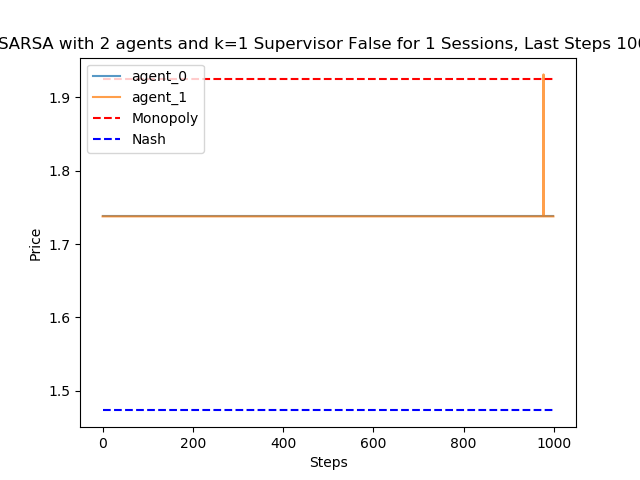 SARSA with 2 agents and k=1 Supervisor False for 1 Sessions, Last Steps 100
agent_0
agent_1
Monopoly
Nash
1.9
1.8
1.7
1.6
1.5
Price
0 200 400 600 800 1000
Steps